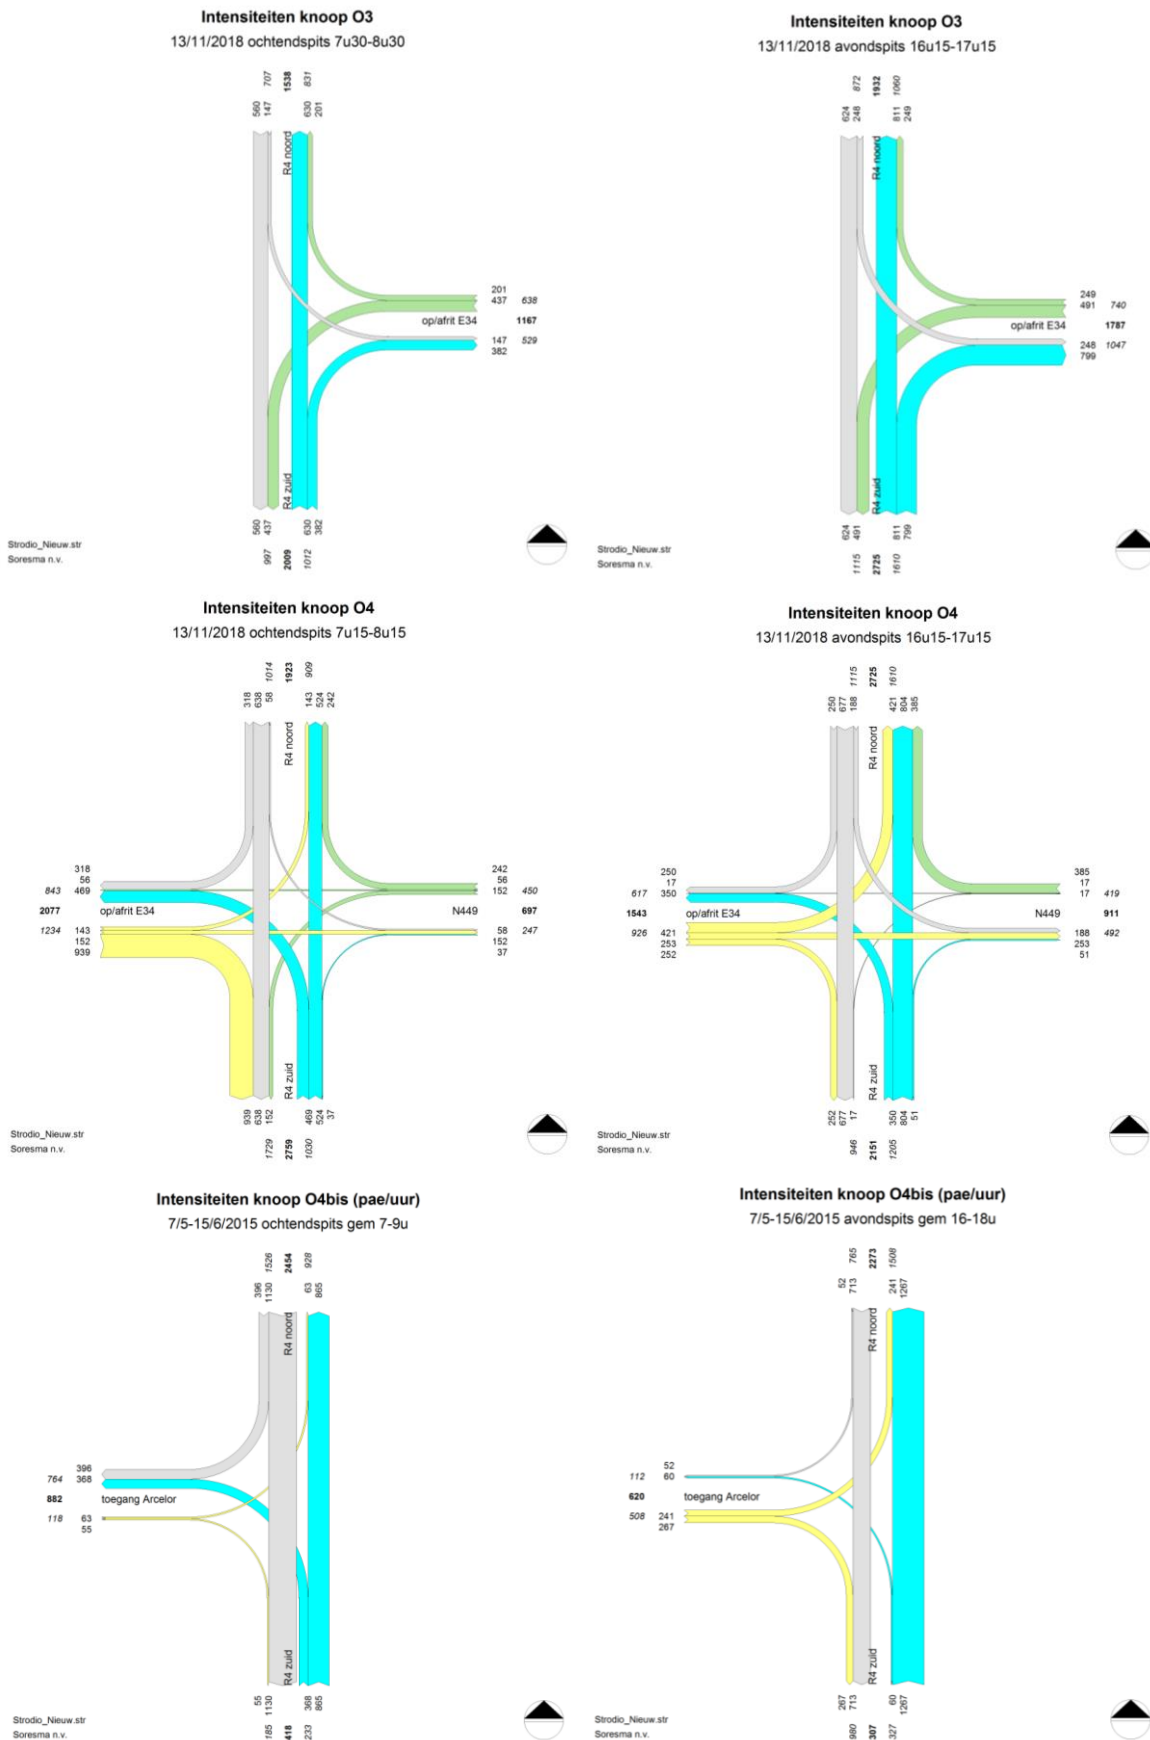 Intensiteiten knoop O3
13/11/2018 ochtendspits 7u30-8u30
707 1538 831
560 147 630 201
R4 noord
201
437 638
op/afrit E34 1167
147 529
382
R4 zuid
560 437 630 382
997 2009 1012
Strodio_Nieuw.str
Soresma n.v.
Intensiteiten knoop O3
13/11/2018 avondspits 16u15-17u15
872 1932 1060
624 248 811 249
R4 noord
249
491 740
op/afrit E34 1787
248 1047
799
R4 zuid
624 491 811 799
1115 2725 1610
Strodio_Nieuw.str
Soresma n.v.
Intensiteiten knoop O4
13/11/2018 ochtendspits 7u15-8u15
1014 1923 909
318 638 58 143 524 242
R4 noord
318 242
56 56
843 469 152 450
2077 op/afrit E34 N449 697
1234 143 58 247
152 152
939 37
R4 zuid
939 638 152 469 524 37
1729 2759 1030
Strodio_Nieuw.str
Soresma n.v.
Intensiteiten knoop O4
13/11/2018 avondspits 16u15-17u15
1115 2725 1610
250 677 188 421 804 385
R4 noord
250 385
17 17
617 350 17 419
1543 op/afrit E34 N449 911
926 421 188 492
253 253
252 51
R4 zuid
252 677 17 350 804 51
946 2151 1205
Strodio_Nieuw.str
Soresma n.v.
Intensiteiten knoop O4bis (pae/uur)
7/5-15/6/2015 ochtendspits gem 7-9u
1526 2454 928
396 1130 63 865
R4 noord
396
764 368
882 toegang Arcelor
118 63
55
R4 zuid
55 1130 368 865
185 418 233
Strodio_Nieuw.str
Soresma n.v.
Intensiteiten knoop O4bis (pae/uur)
7/5-15/6/2015 avondspits gem 16-18u
765 2273 1508
52 713 241 1267
R4 noord
52
112 60
620 toegang Arcelor
508 241
267
R4 zuid
267 713 60 1267
980 307 327
Strodio_Nieuw.str
Soresma n.v.